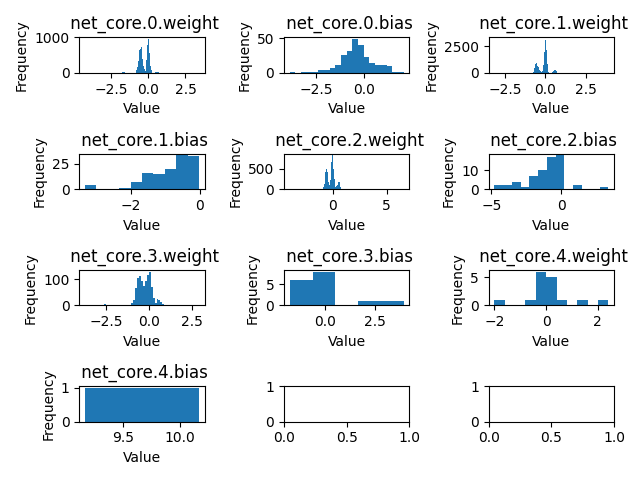 net_core.0.weight
Frequency
1000
0
−2.5 0.0 2.5
Value
net_core.0.bias
Frequency
50
0
−2.5 0.0
Value
net_core.1.weight
Frequency
2500
0
−2.5 0.0 2.5
Value
net_core.1.bias
Frequency
25
0
−2 0
Value
net_core.2.weight
Frequency
500
0
0 5
Value
net_core.2.bias
Frequency
10
0
−5 0
Value
net_core.3.weight
Frequency
100
0
−2.5 0.0 2.5
Value
net_core.3.bias
Frequency
5
0
0.0 2.5
Value
net_core.4.weight
Frequency
5
0
−2 0 2
Value
net_core.4.bias
Frequency
1
0
9.5 10.0
Value
1
0
0.0 0.5 1.0
1
0
0.0 0.5 1.0